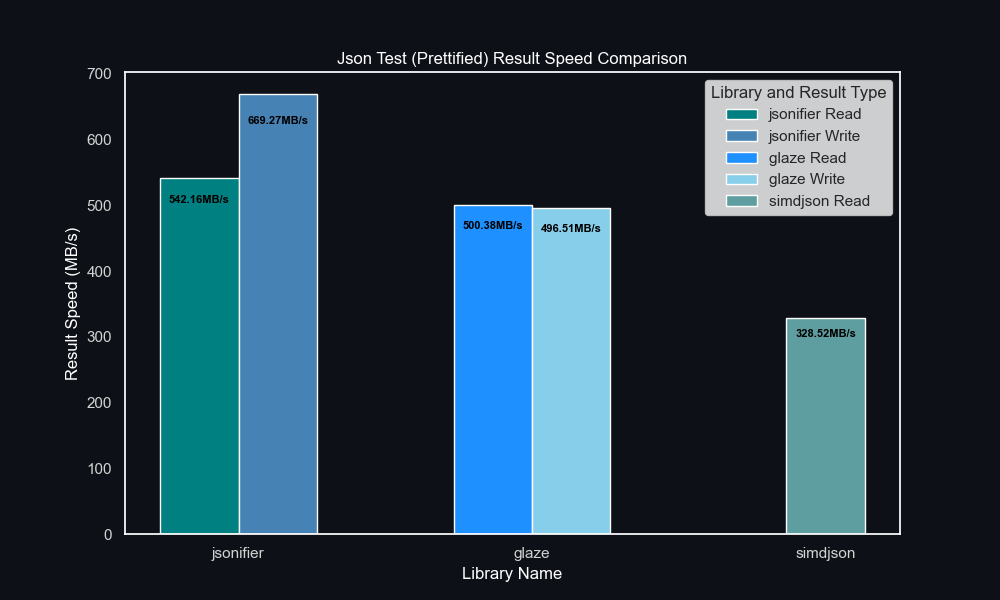 Json Test (Prettified) Result Speed Comparison
Result Speed (MB/s)
700
600
500
400
300
200
100
0
542.16MB/s
669.27MB/s
500.38MB/s
496.51MB/s
328.52MB/s
Library and Result Type
jsonifier Read
jsonifier Write
glaze Read
glaze Write
simdjson Read
jsonifier
glaze
simdjson
Library Name